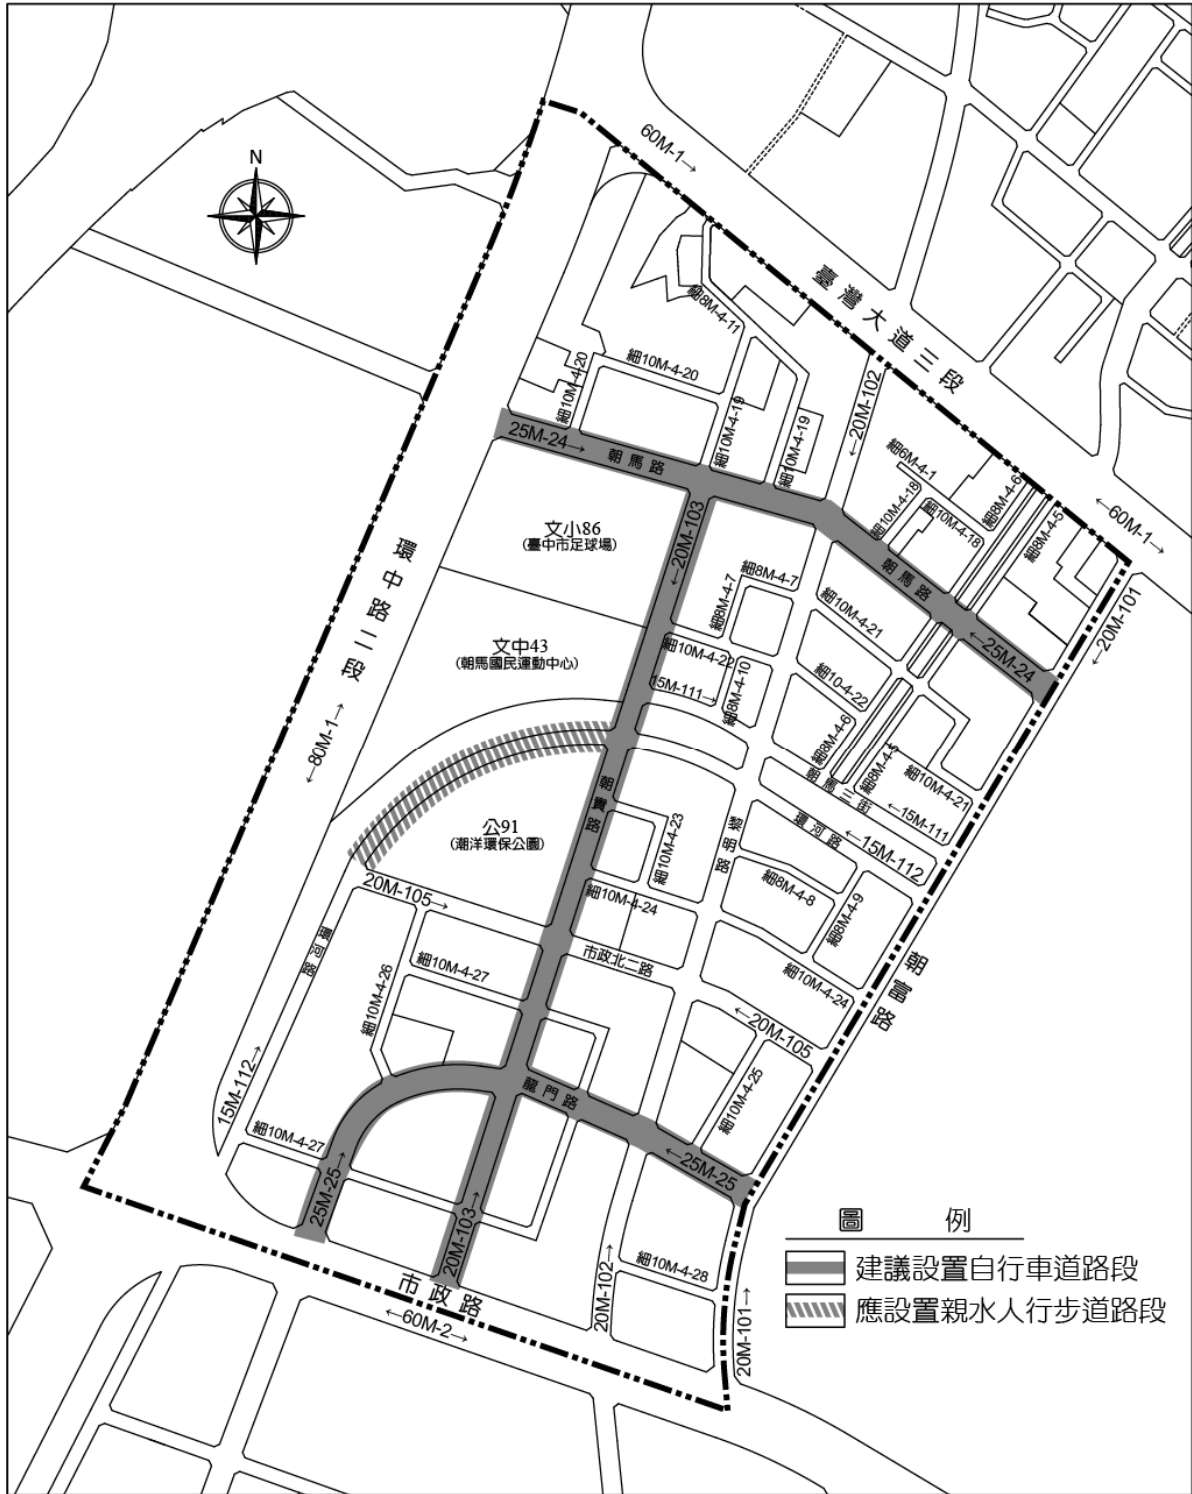 N
60M-1→
臺灣大道三段
細8M-4-11
細10M-4-20
細10M-4-20
細10M-4-19
細10M-4-19
←20M-102
25M-24→
朝馬路
細6M-4-1
細10M-4-18
細10M-4-18
細8M-4-6
細8M-4-5
←60M-1→
文小86
(臺中市足球場)
←20M-103
朝馬路
←25M-24
←20M-101
環中路二段
細8M-4-7
細8M-4-7
細10M-4-21
文中43
(朝馬國民運動中心)
細10M-4-22
15M-111→
細8M-4-10
細10-4-22
細8M-4-6
細8M-4-5
細10M-4-21
←80M-1→
朝馬三街
←15M-111
朝貴路
環河路
←15M-112
公91
(潮洋環保公園)
細10M-4-23
細8M-4-8
細8M-4-9
20M-105→
細10M-4-24
市政北二路
細10M-4-24
朝富路
環河路
細10M-4-27
細10M-4-26
←20M-105
15M-112→
龍門路
細10M-4-25
細10M-4-27
25M-25→
←25M-25
20M-103→
20M-102→
細10M-4-28
20M-101→
市政路
←60M-2→
圖 例
建議設置自行車道路段
應設置親水人行步道路段